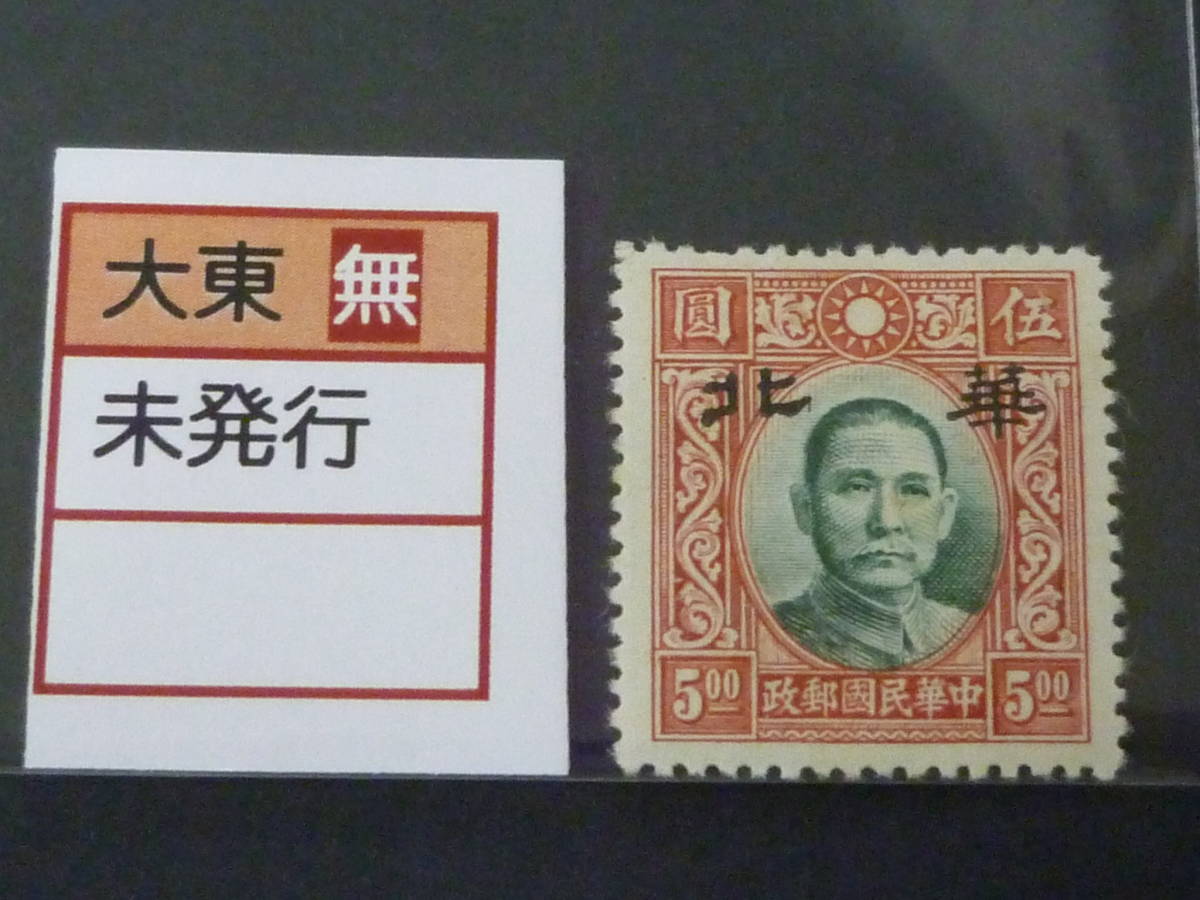 大東 無
未発行
圓 伍
北 華
5.00 政郵國民華中 5.00